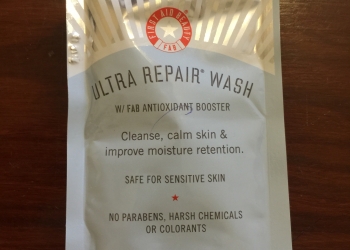 FIRST AID BEAUTY
FAB
ULTRA REPAIR® WASH
W/ FAB ANTIOXIDANT BOOSTER
Cleanse, calm skin &
improve moisture retention.
SAFE FOR SENSITIVE SKIN
NO PARABENS, HARSH CHEMICALS
OR COLORANTS